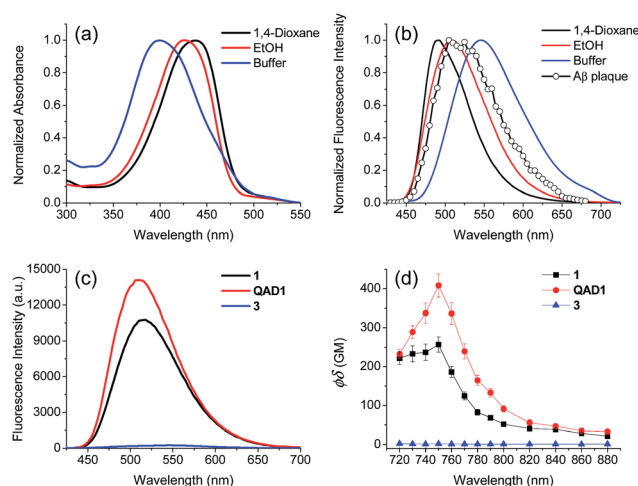 (a)
1,4-Dioxane
EtOH
Buffer
Normalized Absorbance
1.0
0.8
0.6
0.4
0.2
0.0
300 350 400 450 500 550
Wavelength (nm)
(b)
1,4-Dioxane
EtOH
Buffer
Aβ plaque
Normalized Fluorescence Intensity
1.0
0.8
0.6
0.4
0.2
0.0
450 500 550 600 650 700
Wavelength (nm)
(c)
1
QAD1
3
Fluorescence Intensity (a.u.)
15000
12000
9000
6000
3000
0
450 500 550 600 650 700
Wavelength (nm)
(d)
1
QAD1
3
ϕδ (GM)
400
300
200
100
0
720 740 760 780 800 820 840 860 880
Wavelength (nm)